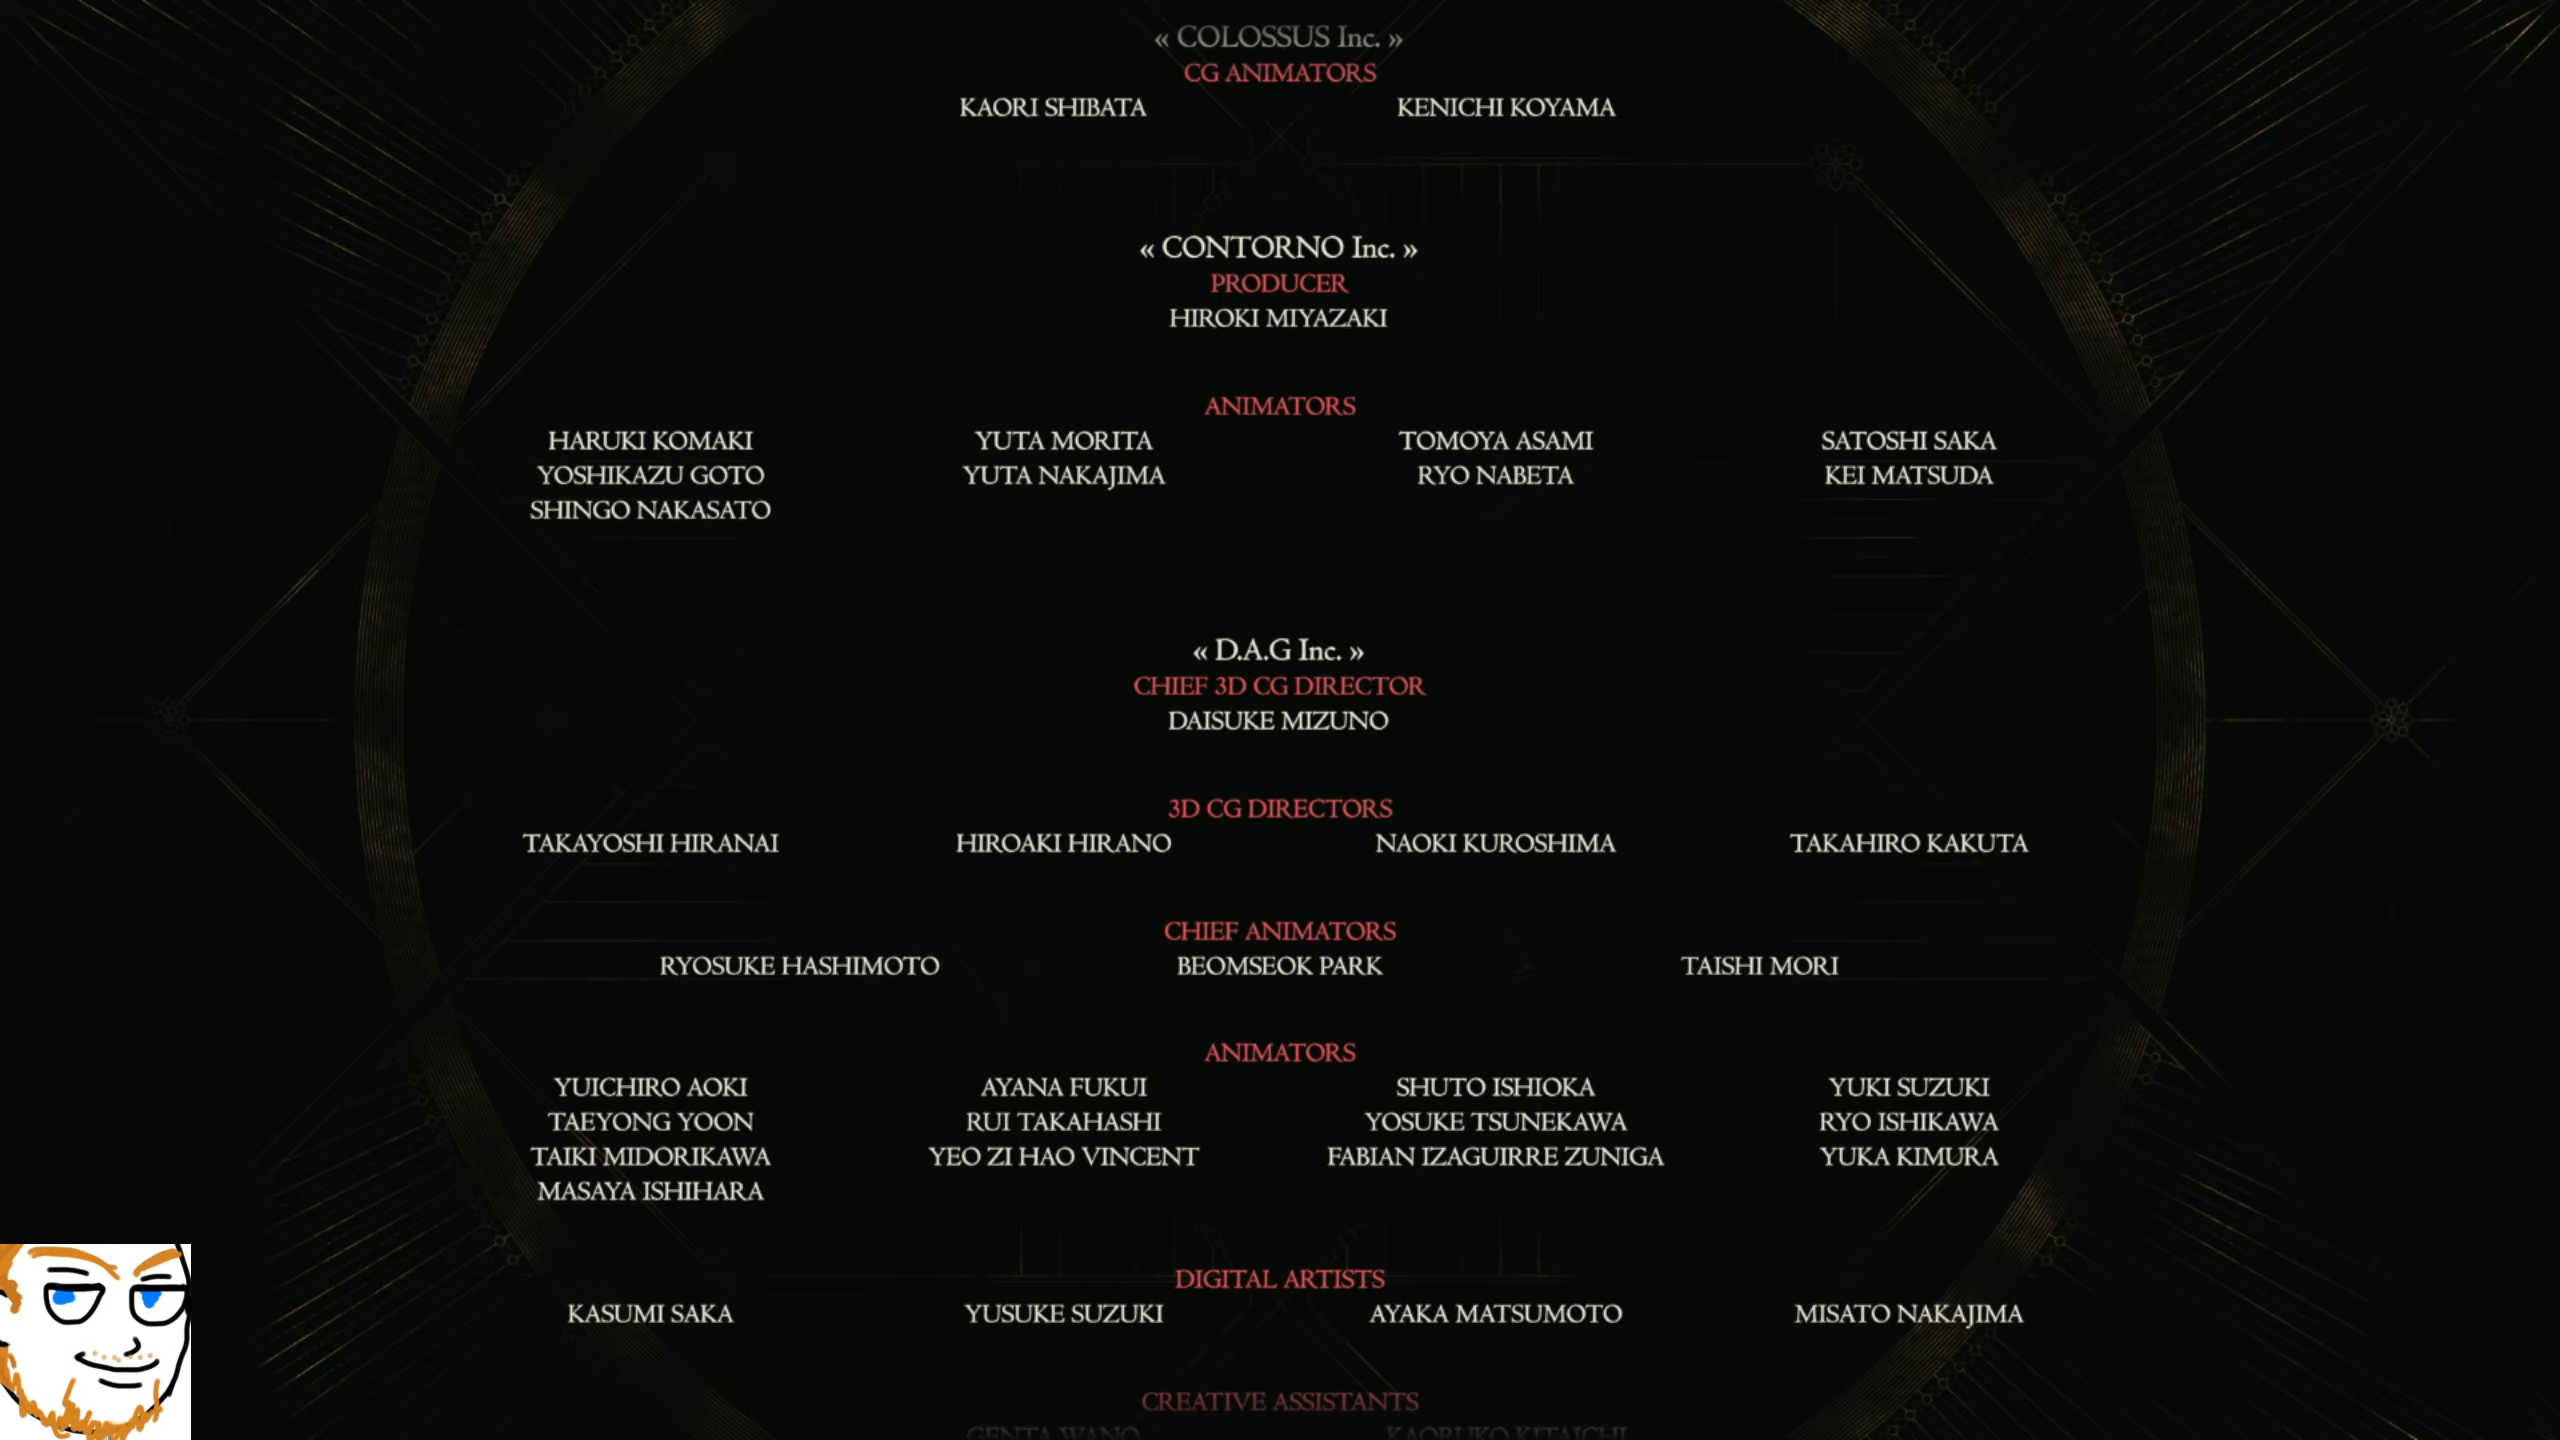 « COLOSSUS Inc. »
CG ANIMATORS
KAORI SHIBATA KENICHI KOYAMA
« CONTORNO Inc. »
PRODUCER
HIROKI MIYAZAKI
ANIMATORS
HARUKI KOMAKI YUTA MORITA TOMOYA ASAMI SATOSHI SAKA
YOSHIKAZU GOTO YUTA NAKAJIMA RYO NABETA KEI MATSUDA
SHINGO NAKASATO
« D.A.G Inc. »
CHIEF 3D CG DIRECTOR
DAISUKE MIZUNO
3D CG DIRECTORS
TAKAYOSHI HIRANAI HIROAKI HIRANO NAOKI KUROSHIMA TAKAHIRO KAKUTA
CHIEF ANIMATORS
RYOSUKE HASHIMOTO BEOMSEOK PARK TAISHI MORI
ANIMATORS
YUICHIRO AOKI AYANA FUKUI SHUTO ISHIOKA YUKI SUZUKI
TAEYONG YOON RUI TAKAHASHI YOSUKE TSUNEKAWA RYO ISHIKAWA
TAIKI MIDORIKAWA YEO ZI HAO VINCENT FABIAN IZAGUIRRE ZUNIGA YUKA KIMURA
MASAYA ISHIHARA
DIGITAL ARTISTS
KASUMI SAKA YUSUKE SUZUKI AYAKA MATSUMOTO MISATO NAKAJIMA
CREATIVE ASSISTANTS
GENTA WANO KAORUKO KITAICHI